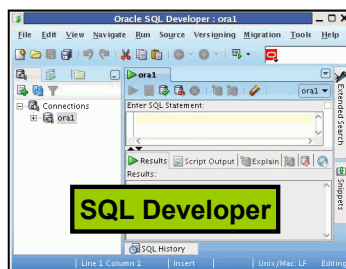 Oracle SQL Developer : ora1
File Edit View Navigate Run Source Versioning Migration Tools Help
ora1
ora1
Connections
ora1
Enter SQL Statement:
Results Script Output Explain
Results:
Extended Search
Snippets
SQL Developer
SQL History
Line 1 Column 1 Insert Unix/Mac: LF Editing